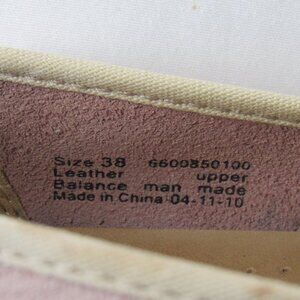 Size 38 6600850100
Leather upper
Balance man made
Made in China 04-11-10